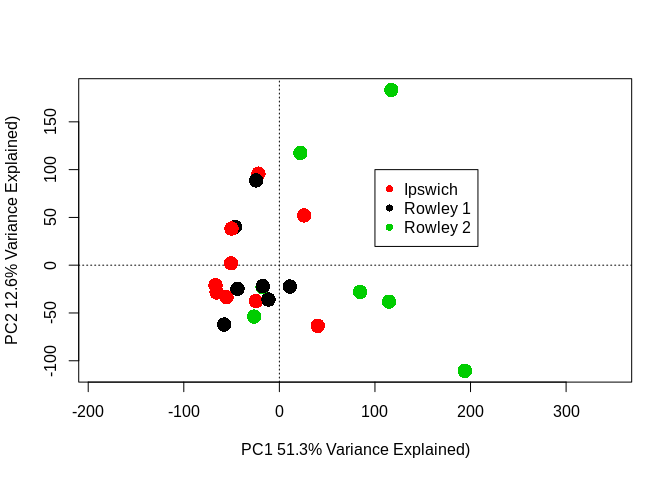 PC2 12.6% Variance Explained)
150
100
50
0
-50
-100
Ipswich
Rowley 1
Rowley 2
-200 -100 0 100 200 300
PC1 51.3% Variance Explained)